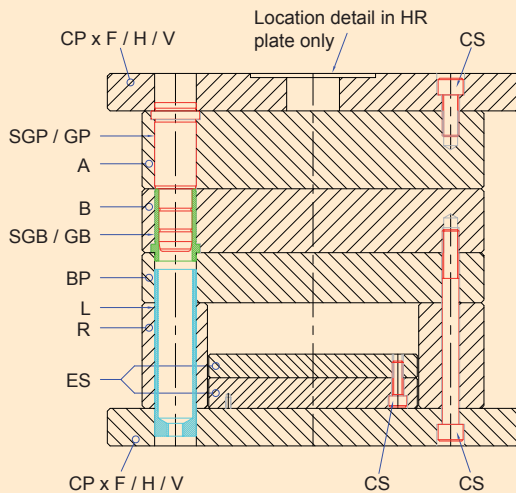 Location detail in HR
plate only
CP x F / H / V
CS
SGP / GP
A
B
SGB / GB
BP
L
R
ES
CP x F / H / V
CS
CS